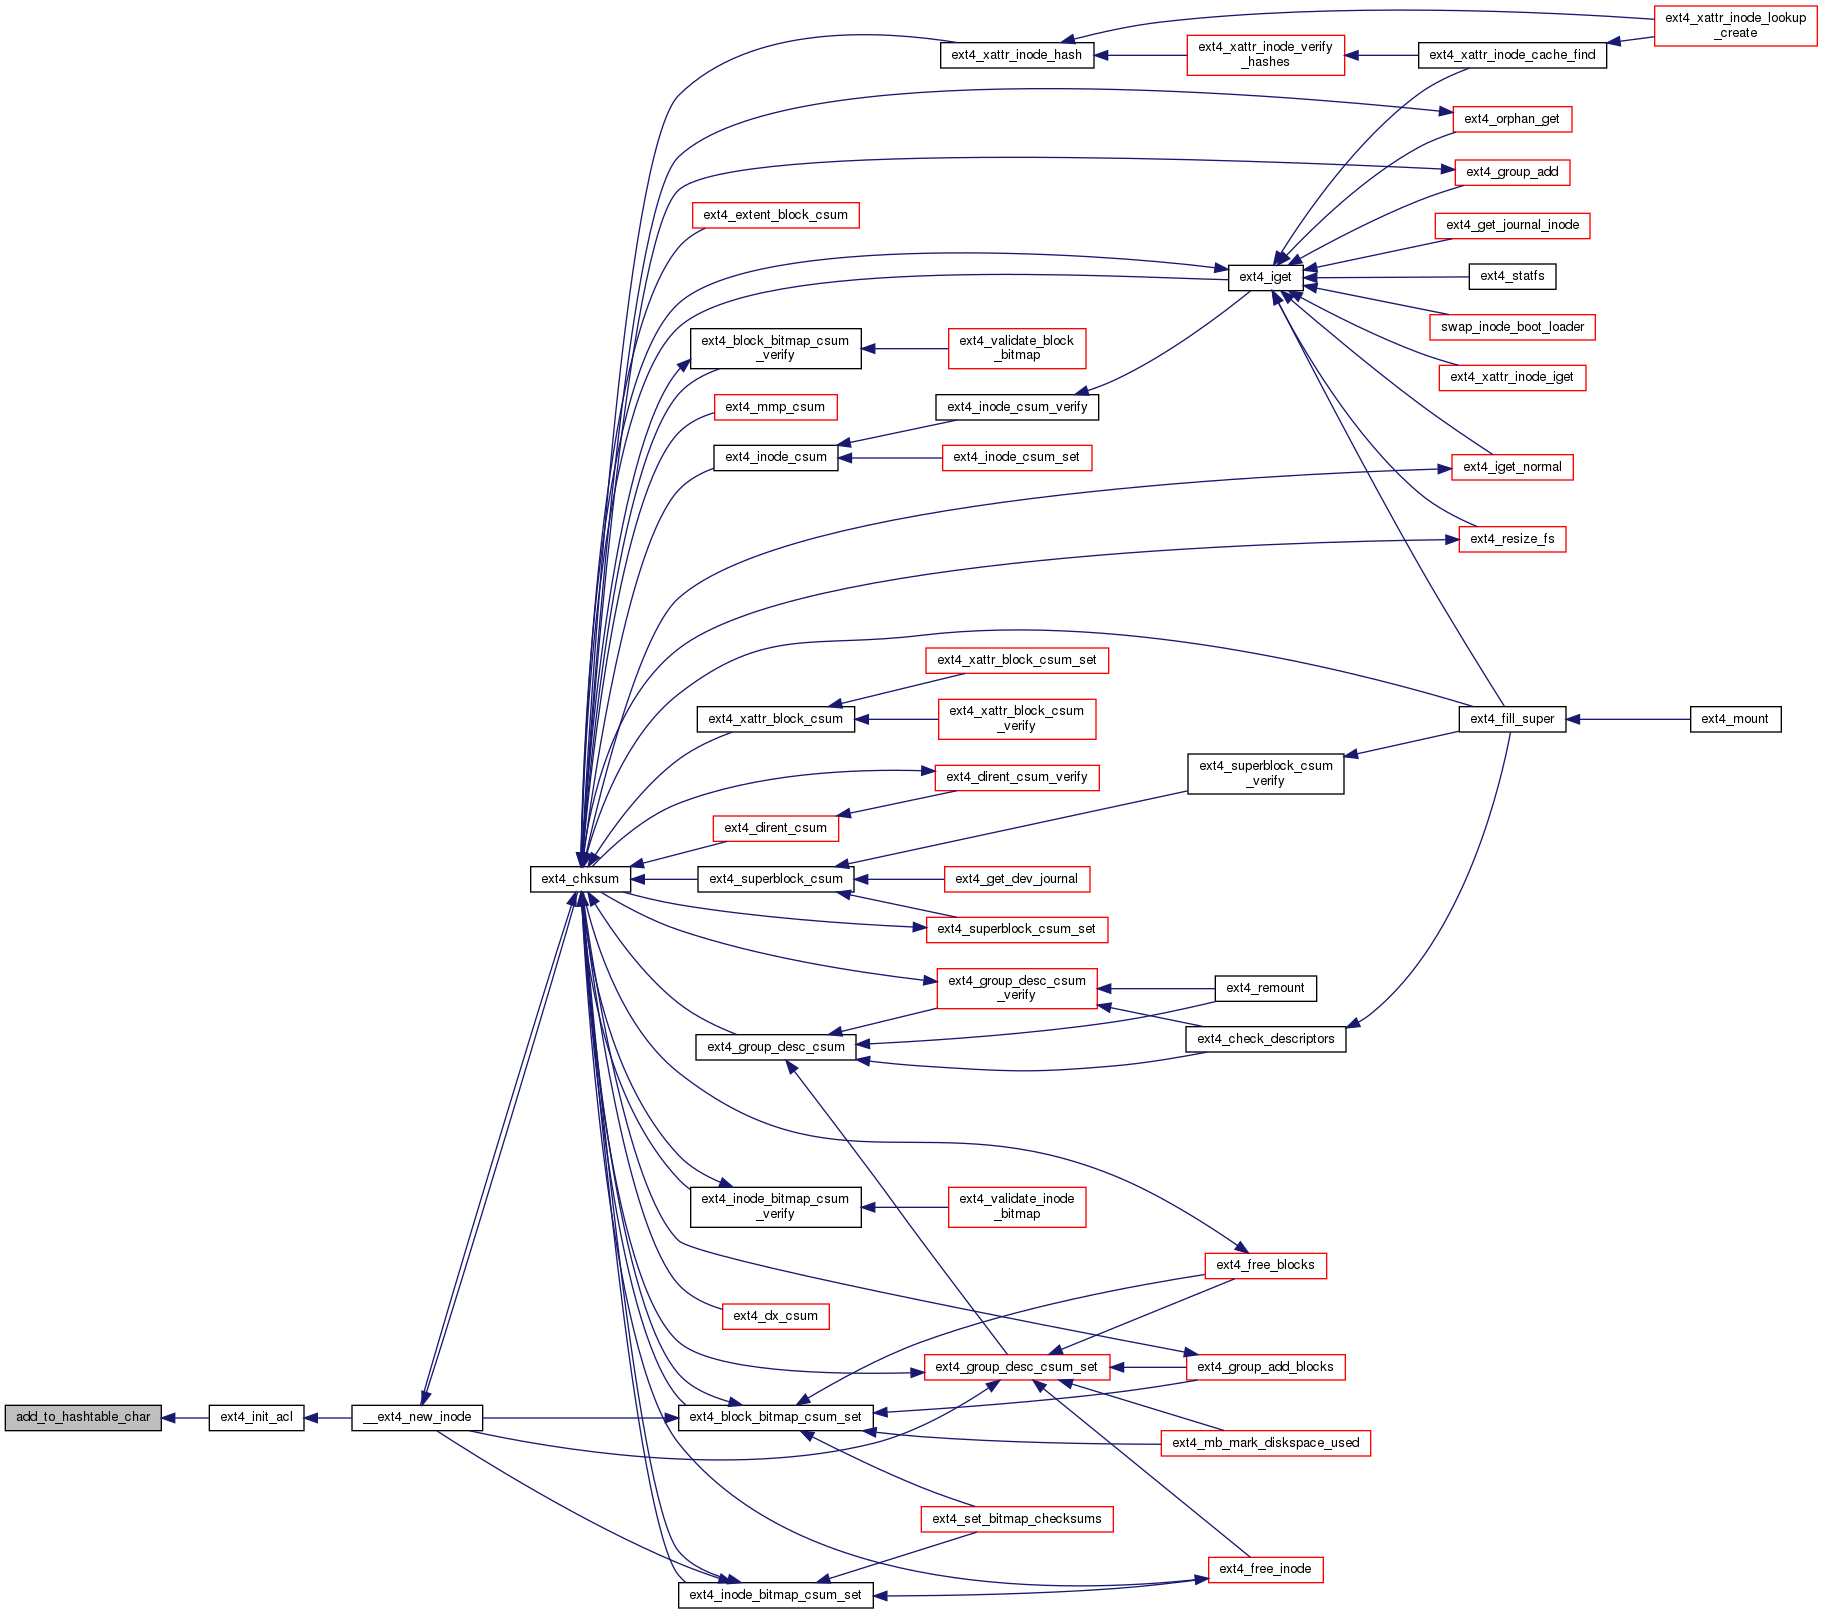 ext4_xattr_inode_lookup
_create
ext4_xattr_inode_hash
ext4_xattr_inode_verify
_hashes
ext4_xattr_inode_cache_find
ext4_orphan_get
ext4_group_add
ext4_extent_block_csum
ext4_get_journal_inode
ext4_iget
ext4_statfs
swap_inode_boot_loader
ext4_block_bitmap_csum
_verify
ext4_validate_block
_bitmap
ext4_xattr_inode_iget
ext4_mmp_csum
ext4_inode_csum_verify
ext4_inode_csum
ext4_inode_csum_set
ext4_iget_normal
ext4_resize_fs
ext4_xattr_block_csum_set
ext4_xattr_block_csum
ext4_xattr_block_csum
_verify
ext4_fill_super
ext4_mount
ext4_dirent_csum_verify
ext4_superblock_csum
_verify
ext4_dirent_csum
ext4_chksum
ext4_superblock_csum
ext4_get_dev_journal
ext4_superblock_csum_set
ext4_group_desc_csum
_verify
ext4_remount
ext4_group_desc_csum
ext4_check_descriptors
ext4_inode_bitmap_csum
_verify
ext4_validate_inode
_bitmap
ext4_free_blocks
ext4_dx_csum
ext4_group_desc_csum_set
ext4_group_add_blocks
add_to_hashtable_char
ext4_init_acl
__ext4_new_inode
ext4_block_bitmap_csum_set
ext4_mb_mark_diskspace_used
ext4_set_bitmap_checksums
ext4_free_inode
ext4_inode_bitmap_csum_set